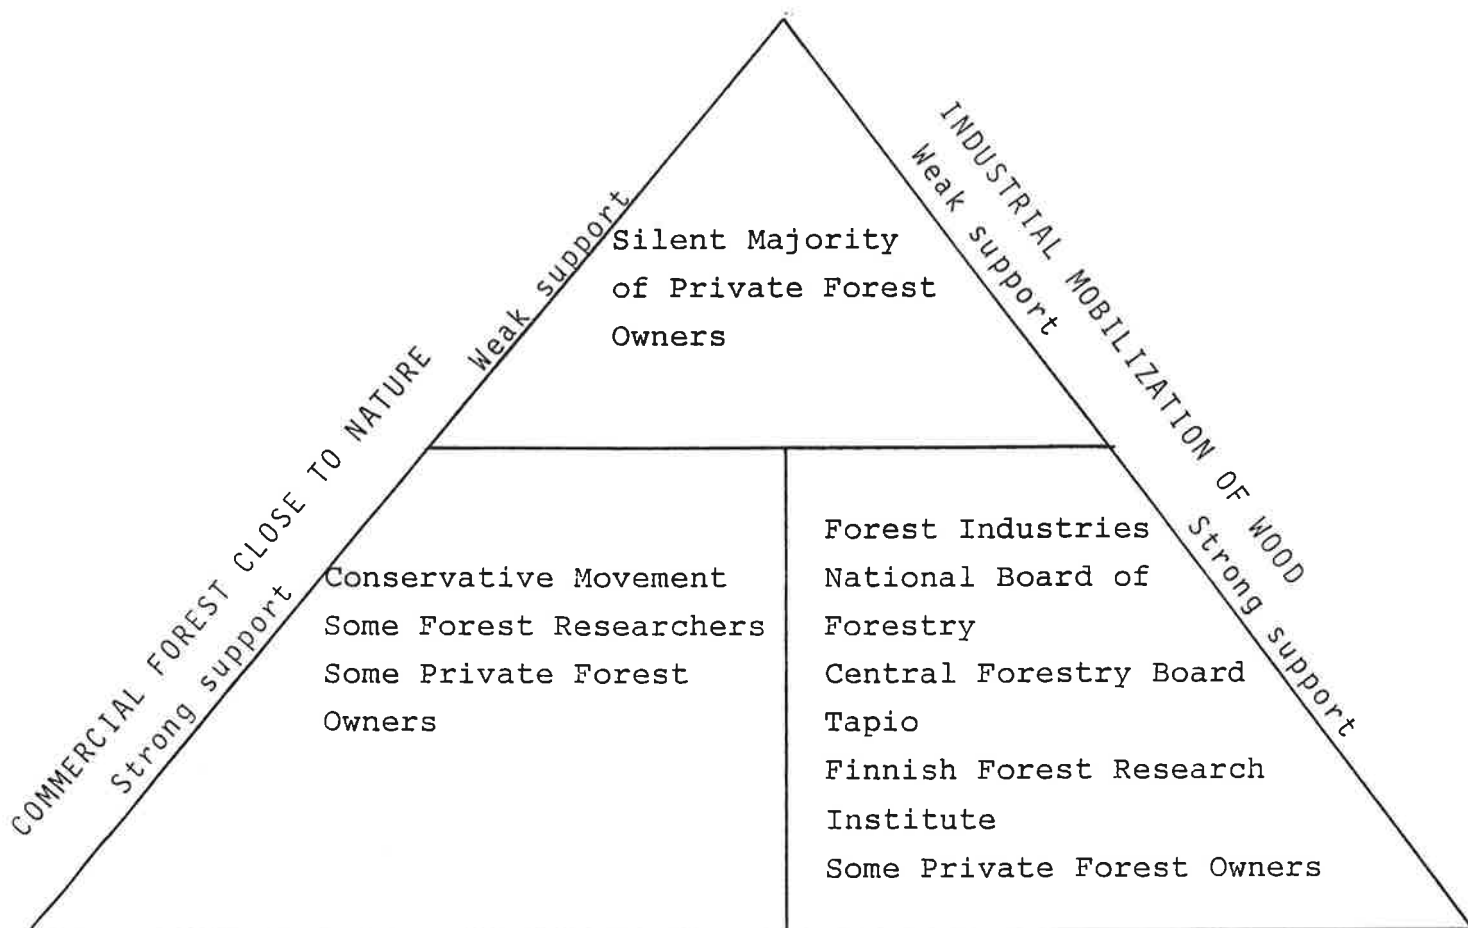 COMMERCIAL FOREST CLOSE TO NATURE
Weak support
Strong support
INDUSTRIAL MOBILIZATION OF WOOD
Weak support
Strong support
Silent Majority
of Private Forest
Owners
Conservative Movement
Some Forest Researchers
Some Private Forest
Owners
Forest Industries
National Board of
Forestry
Central Forestry Board
Tapio
Finnish Forest Research
Institute
Some Private Forest Owners